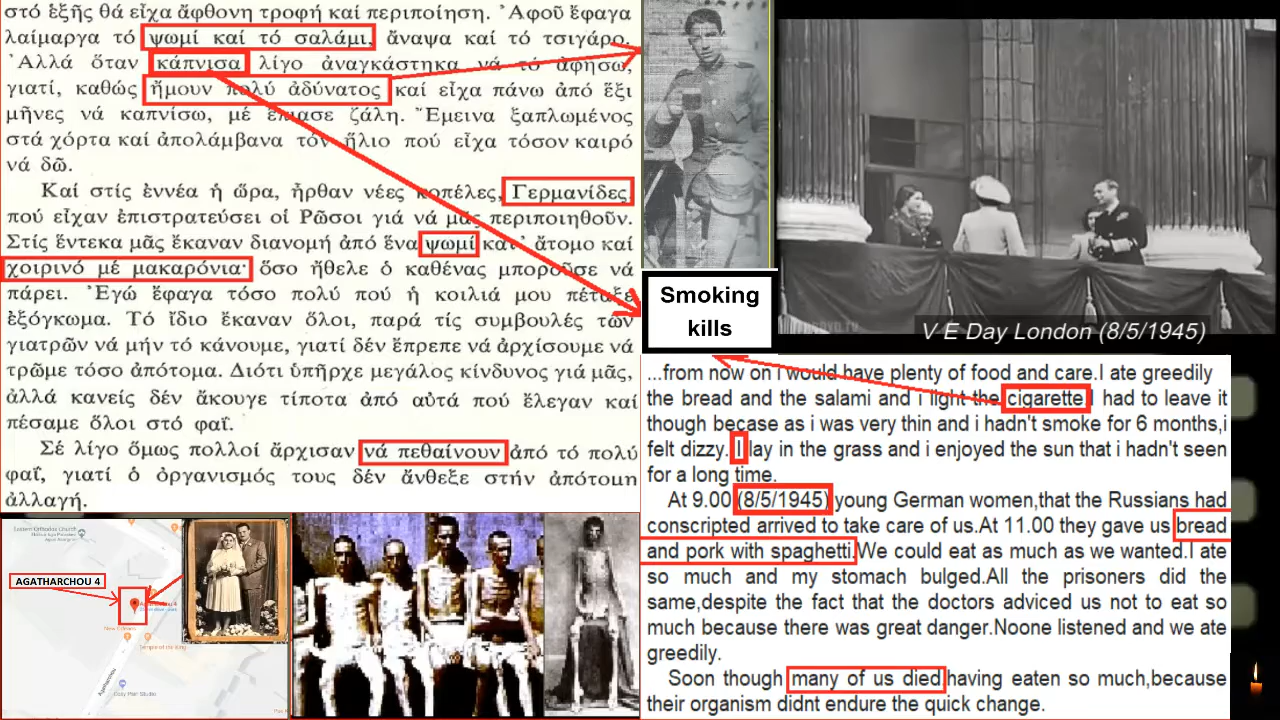 στό ἑξῆς θά εἶχα ἄφθονη τροφή καί περιποίηση. Ἀφοῦ ἔφαγα
λαίμαργα τό ψωμί καί τό σαλάμι, ἄναψα καί τό τσιγάρο.
Ἀλλά ὅταν κάπνισα λίγο ἀναγκάστηκα νά τό ἀφήσω,
γιατί, καθώς ἤμουν πολύ ἀδύνατος καί εἶχα πάνω ἀπό ἕξι
μῆνες νά καπνίσω, μέ ἔπιασε ζάλη. Ἔμεινα ξαπλωμένος
στά χόρτα καί ἀπολάμβανα τόν ἥλιο πού εἶχα τόσον καιρό
νά δῶ.
Καί στίς ἐννέα ἡ ὥρα, ἦρθαν νέες κοπέλες, Γερμανίδες,
πού εἶχαν ἐπιστρατεύσει οἱ Ρῶσοι γιά νά μᾶς περιποιηθοῦν.
Στίς ἕντεκα μᾶς ἔκαναν διανομή ἀπό ἕνα ψωμί κατ' ἄτομο καί
χοιρινό μέ μακαρόνια· ὅσο ἤθελε ὁ καθένας μποροῦσε νά
πάρει. Ἐγώ ἔφαγα τόσο πολύ πού ἡ κοιλιά μου πέταξε
ἐξόγκωμα. Τό ἴδιο ἔκαναν ὅλοι, παρά τίς συμβουλές τῶν
γιατρῶν νά μήν τό κάνουμε, γιατί δέν ἔπρεπε νά ἀρχίσουμε νά
τρῶμε τόσο ἀπότομα. Διότι ὑπῆρχε μεγάλος κίνδυνος γιά μᾶς,
ἀλλά κανείς δέν ἄκουγε τίποτα ἀπό αὐτά πού ἔλεγαν καί
πέσαμε ὅλοι στό φαΐ.
Σέ λίγο ὅμως πολλοί ἄρχισαν νά πεθαίνουν ἀπό τό πολύ
φαΐ, γιατί ὁ ὀργανισμός τους δέν ἄνθεξε στήν ἀπότομη
ἀλλαγή.
V E Day London (8/5/1945)
Smoking
kills
...from now on i would have plenty of food and care.I ate greedily
the bread and the salami and i light the cigarette I had to leave it
though becase as i was very thin and i hadn't smoke for 6 months,i
felt dizzy. I lay in the grass and i enjoyed the sun that i hadn't seen
for a long time.
At 9.00 (8/5/1945) young German women,that the Russians had
conscripted arrived to take care of us.At 11.00 they gave us bread
and pork with spaghetti.We could eat as much as we wanted.I ate
so much and my stomach bulged.All the prisoners did the
same,despite the fact that the doctors adviced us not to eat so
much because there was great danger.Noone listened and we ate
greedily.
Soon though many of us died,having eaten so much,because
their organism didnt endure the quick change.
AGATHARCHOU 4